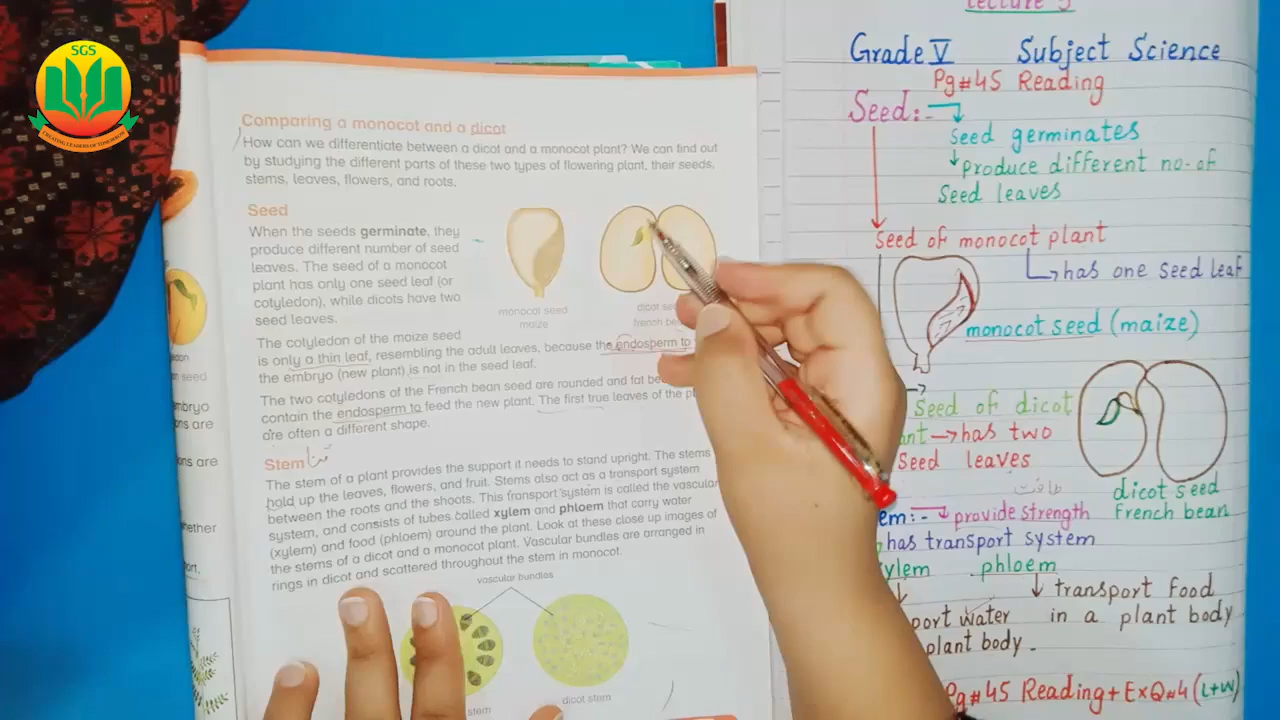 SGS
CREATING LEADERS OF TOMORROW
Comparing a monocot and a dicot
How can we differentiate between a dicot and a monocot plant? We can find out
by studying the different parts of these two types of flowering plant, their seeds,
stems, leaves, flowers, and roots.
Seed
When the seeds germinate, they
produce different number of seed
leaves. The seed of a monocot
plant has only one seed leaf (or
cotyledon), while dicots have two
seed leaves.
monocot seed
maize
dicot
french
The cotyledon of the maize seed
is only a thin leaf, resembling the adult leaves, because the endosperm to
the embryo (new plant) is not in the seed leaf.
The two cotyledons of the French bean seed are rounded and fat
contain the endosperm to feed the new plant. The first true leaves of the
are often a different shape.
Stem
The stem of a plant provides the support it needs to stand upright. The stems
hold up the leaves, flowers, and fruit. Stems also act as a transport system
between the roots and the shoots. This transport system is called the vascular
system, and consists of tubes called xylem and phloem that carry water
(xylem) and food (phloem) around the plant. Look at these close up images of
the stems of a dicot and a monocot plant. Vascular bundles are arranged in
rings in dicot and scattered throughout the stem in monocot.
vascular bundles
stem
dicot stem
seed
ons are
Lecture 5
Grade V Subject Science
Pg#45 Reading
Seed:-
Seed germinates
produce different no. of
Seed leaves
Seed of monocot plant
has one seed leaf
monocot seed (maize)
Seed of dicot
has two
Seed leaves
dicot seed
French bean
طاقت
provide strength
has transport system
phloem
transport food
water in a plant body
plant body.
Pg#45 Reading + Ex Q#4 (L+W)